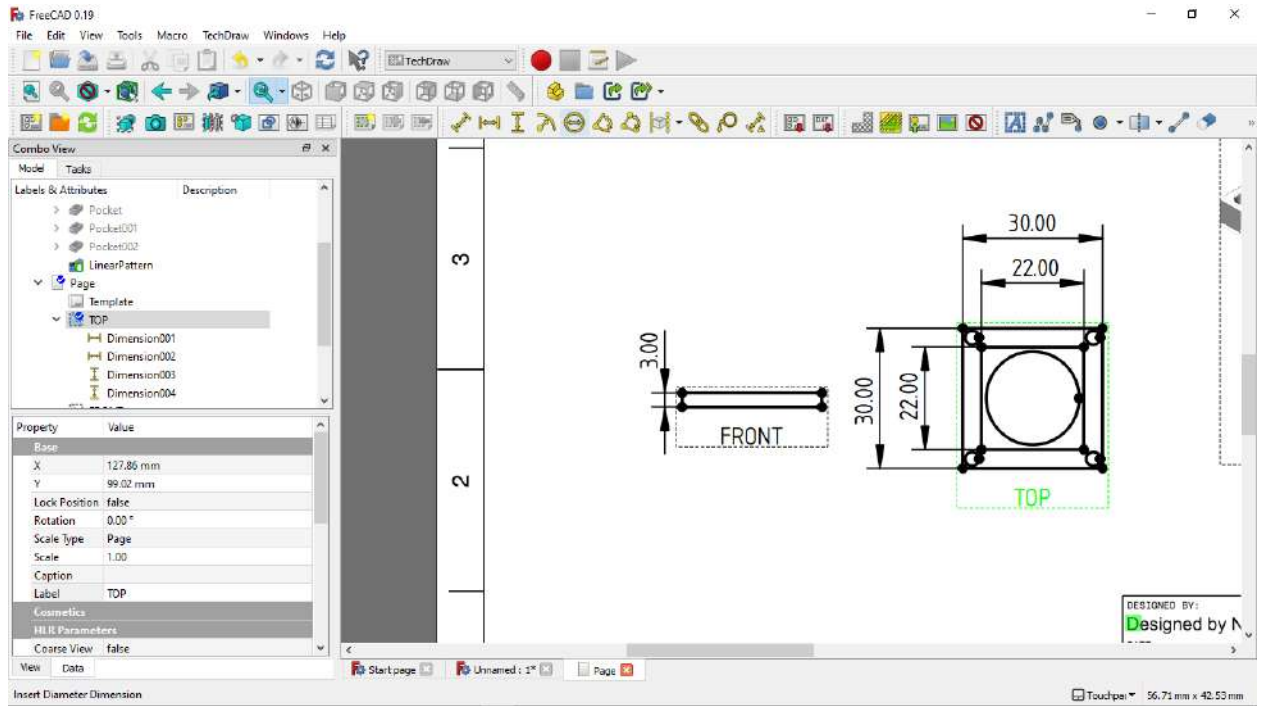 FreeCAD 0.19
File Edit View Tools Macro TechDraw Windows Help
TechDraw
Combo View
Model Tasks
Labels & Attributes Description
Pocket
Pocket001
Pocket002
LinearPattern
Page
Template
TOP
Dimension001
Dimension002
Dimension003
Dimension004
Property Value
Base
X 127.86 mm
Y 99.02 mm
Lock Position false
Rotation 0.00 °
Scale Type Page
Scale 1.00
Caption
Label TOP
Cosmetics
HLR Parameters
Coarse View false
View Data
3
2
3.00
FRONT
30.00
22.00
30.00
22.00
TOP
DESIGNED BY:
Designed by N
Start page
Unnamed : 1*
Page
Insert Diameter Dimension
56.71 mm x 42.53 mm